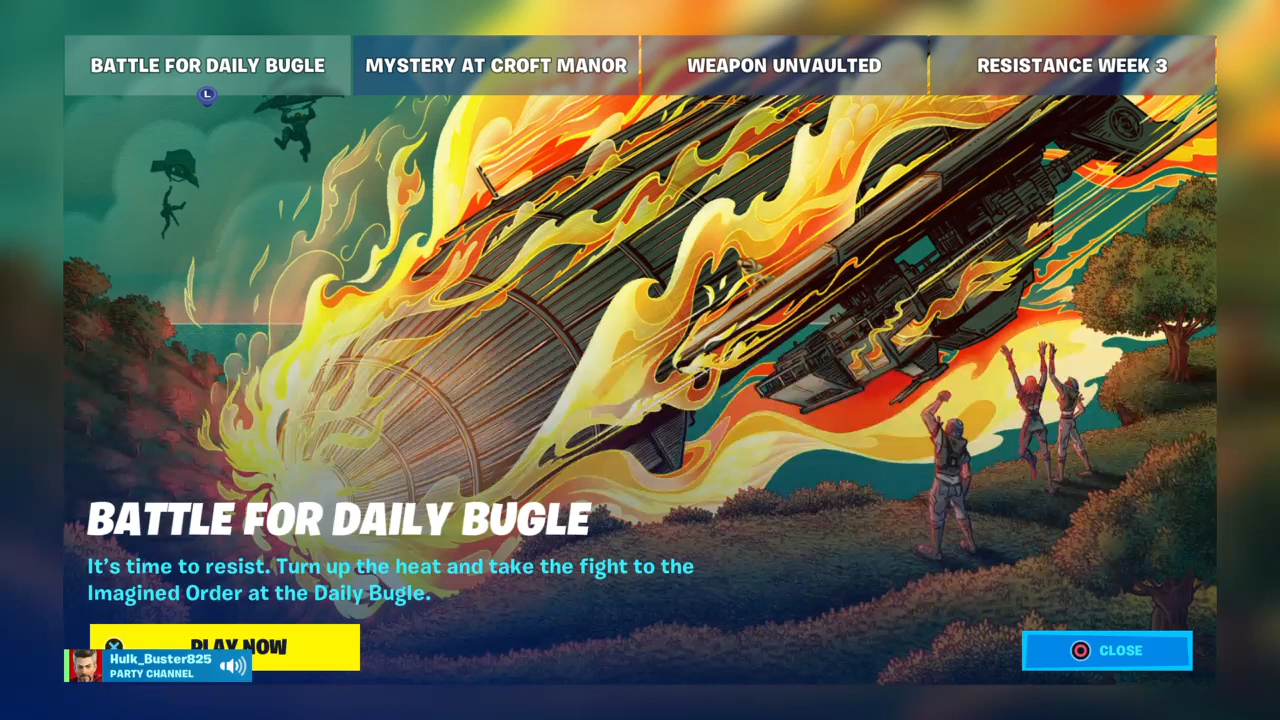 BATTLE FOR DAILY BUGLE
MYSTERY AT CROFT MANOR
WEAPON UNVAULTED
RESISTANCE WEEK 3
L
BATTLE FOR DAILY BUGLE
It's time to resist. Turn up the heat and take the fight to the
Imagined Order at the Daily Bugle.
PLAY NOW
Hulk_Buster825
PARTY CHANNEL
CLOSE